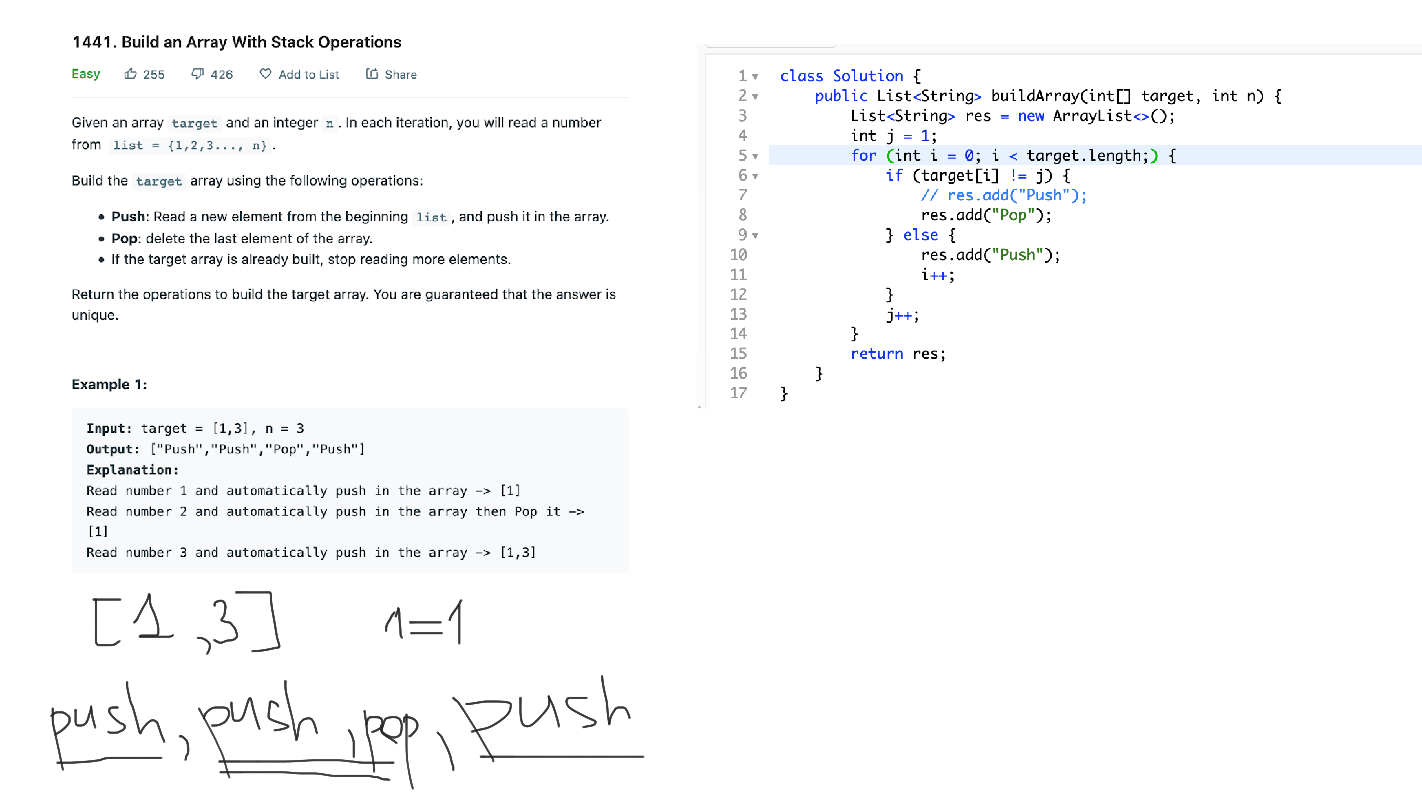 1441. Build an Array With Stack Operations
Easy 255 426 Add to List Share
Given an array target and an integer n. In each iteration, you will read a number
from list = {1,2,3..., n}.
Build the target array using the following operations:
• Push: Read a new element from the beginning list, and push it in the array.
• Pop: delete the last element of the array.
• If the target array is already built, stop reading more elements.
Return the operations to build the target array. You are guaranteed that the answer is
unique.
Example 1:
Input: target = [1,3], n = 3
Output: ["Push","Push","Pop","Push"]
Explanation:
Read number 1 and automatically push in the array -> [1]
Read number 2 and automatically push in the array then Pop it ->
[1]
Read number 3 and automatically push in the array -> [1,3]
[1,3] 1=1
push, push, pop, push
1 class Solution {
2 public List<String> buildArray(int[] target, int n) {
3 List<String> res = new ArrayList<>();
4 int j = 1;
5 for (int i = 0; i < target.length;) {
6 if (target[i] != j) {
7 // res.add("Push");
8 res.add("Pop");
9 } else {
10 res.add("Push");
11 i++;
12 }
13 j++;
14 }
15 return res;
16 }
17 }